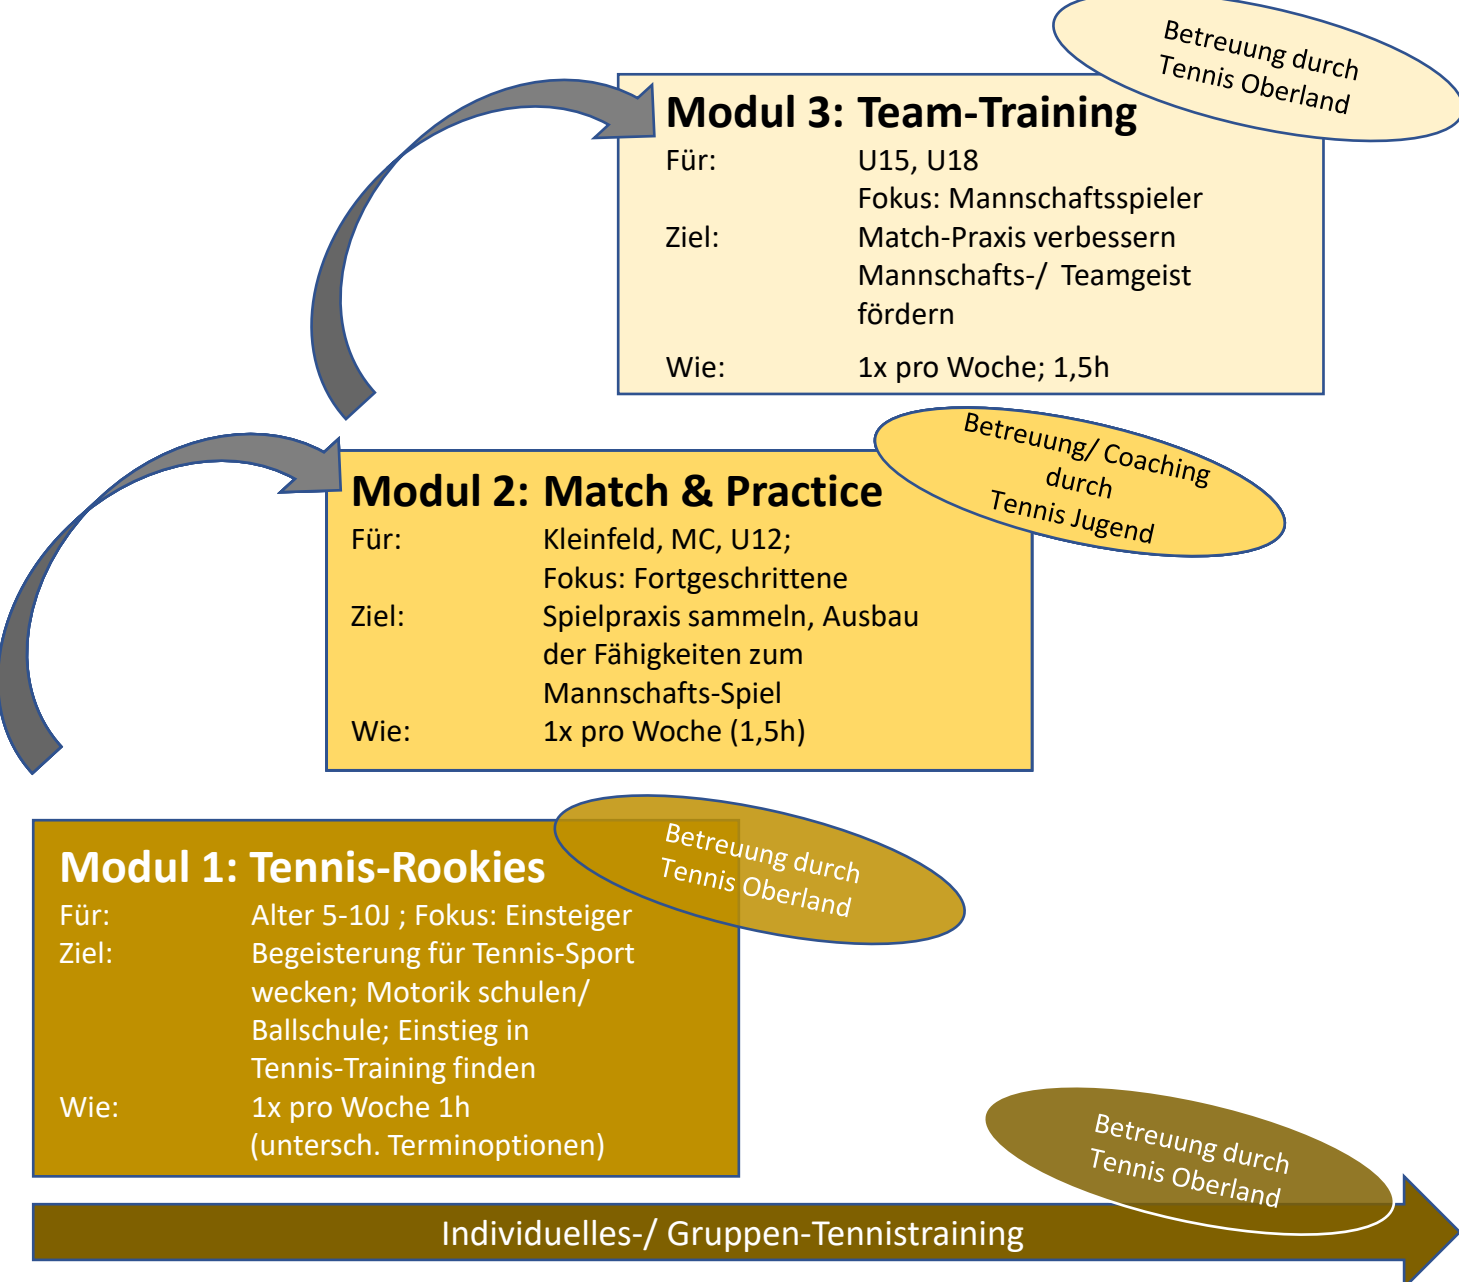 Betreuung durch
Tennis Oberland
Modul 3: Team-Training
Für: U15, U18
Fokus: Mannschaftsspieler
Ziel: Match-Praxis verbessern
Mannschafts-/ Teamgeist
fördern
Wie: 1x pro Woche; 1,5h
Betreuung/ Coaching
durch
Tennis Jugend
Modul 2: Match & Practice
Für: Kleinfeld, MC, U12;
Fokus: Fortgeschrittene
Ziel: Spielpraxis sammeln, Ausbau
der Fähigkeiten zum
Mannschafts-Spiel
Wie: 1x pro Woche (1,5h)
Betreuung durch
Tennis Oberland
Modul 1: Tennis-Rookies
Für: Alter 5-10J ; Fokus: Einsteiger
Ziel: Begeisterung für Tennis-Sport
wecken; Motorik schulen/
Ballschule; Einstieg in
Tennis-Training finden
Wie: 1x pro Woche 1h
(untersch. Terminoptionen)
Betreuung durch
Tennis Oberland
Individuelles-/ Gruppen-Tennistraining